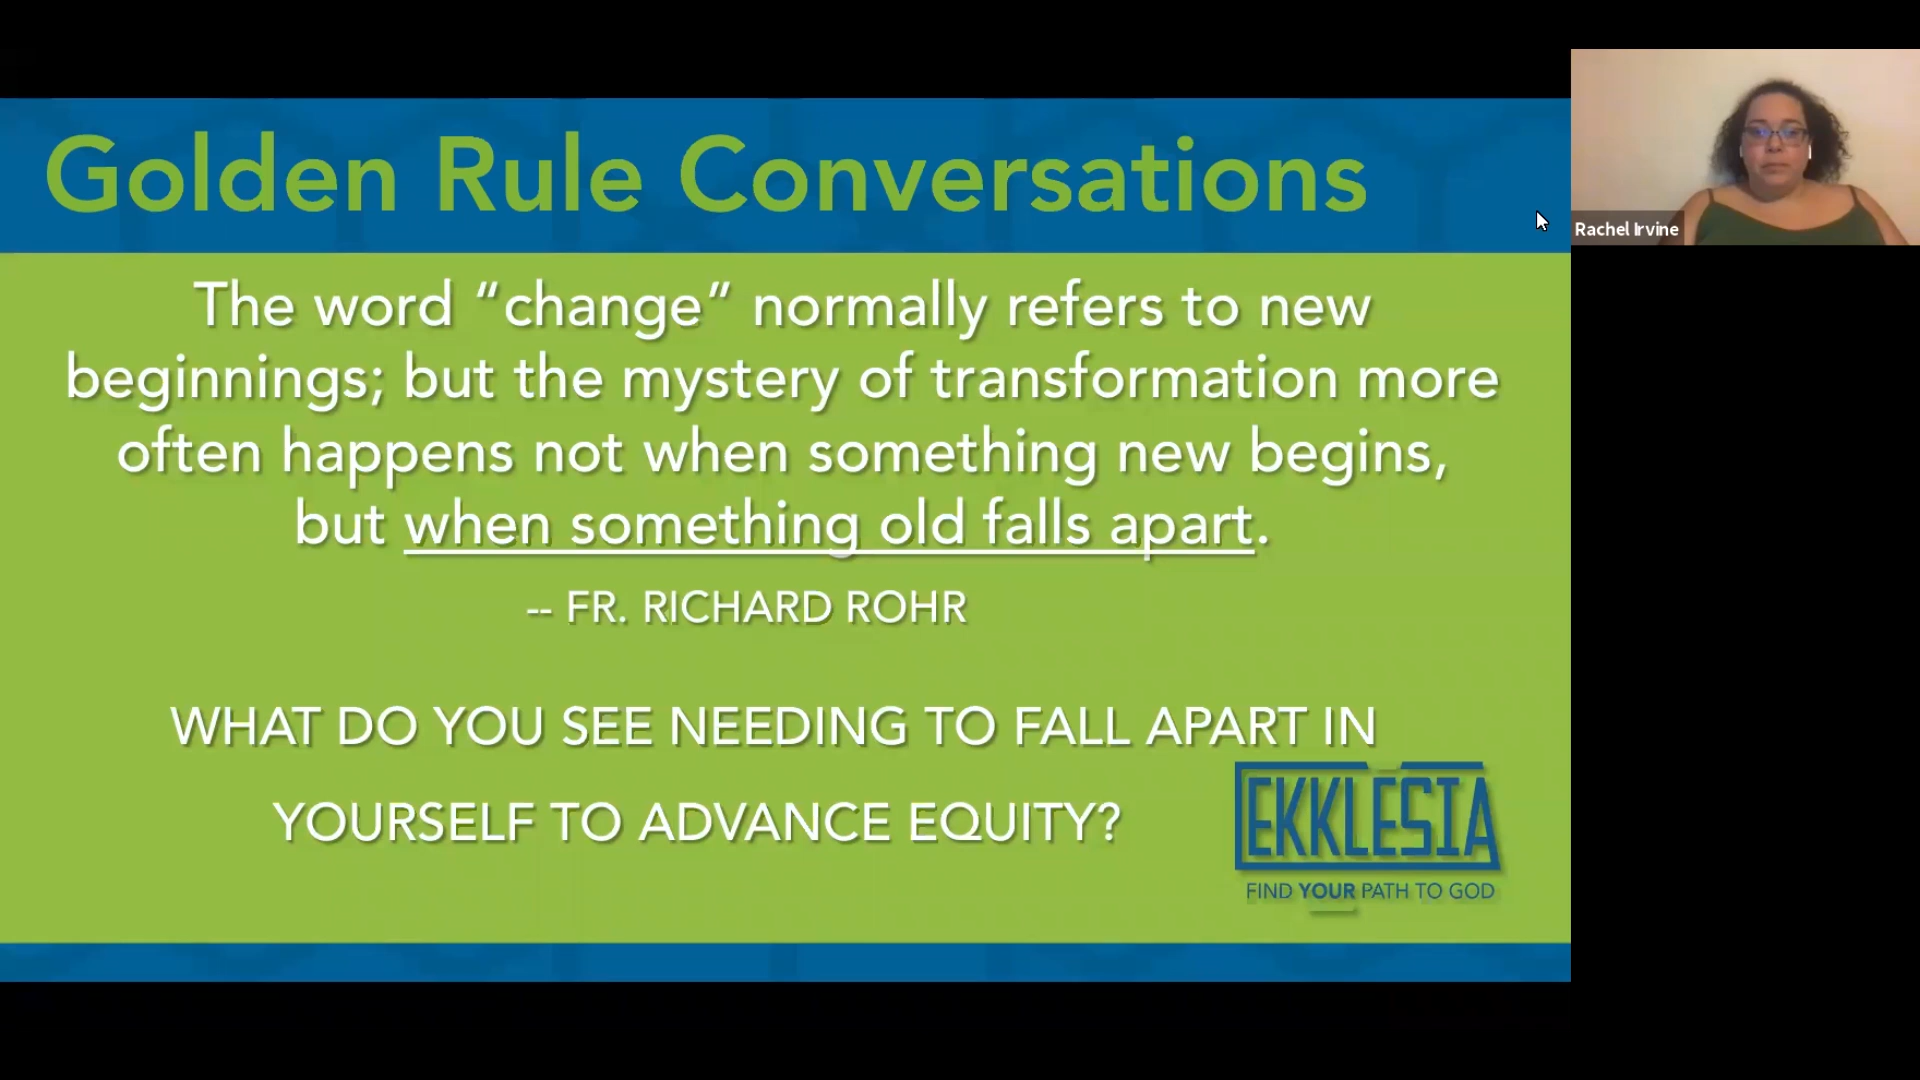 Golden Rule Conversations
Rachel Irvine
The word “change” normally refers to new
beginnings; but the mystery of transformation more
often happens not when something new begins,
but when something old falls apart.
-- FR. RICHARD ROHR
WHAT DO YOU SEE NEEDING TO FALL APART IN
YOURSELF TO ADVANCE EQUITY?
EKKLESIA
FIND YOUR PATH TO GOD